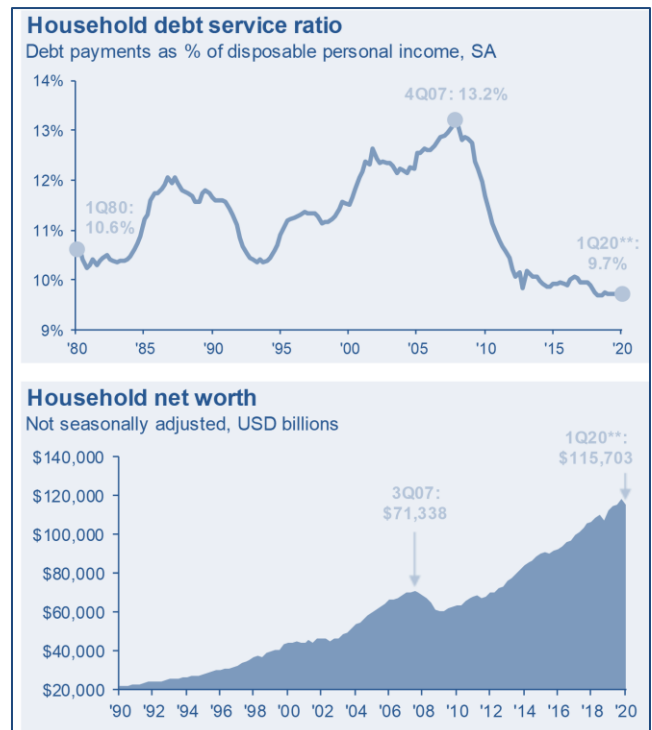 Household debt service ratio
Debt payments as % of disposable personal income, SA
14%
4Q07: 13.2%
13%
12%
1Q80:
10.6%
11%
1Q20**:
9.7%
10%
9%
'80 '85 '90 '95 '00 '05 '10 '15 '20
Household net worth
Not seasonally adjusted, USD billions
1Q20**:
$115,703
$140,000
3Q07:
$71,338
$120,000
$100,000
$80,000
$60,000
$40,000
$20,000
'90 '92 '94 '96 '98 '00 '02 '04 '06 '08 '10 '12 '14 '16 '18 '20